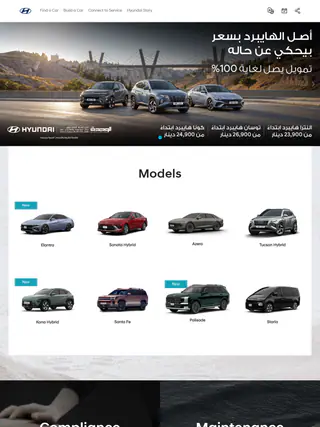 Find a Car   Build a Car   Connect to Service   Hyundai Story
أصل الهايبرد بسعر
بيحكي عن حاله
تمويل يصل لغاية 100%
HYUNDAI
الوحيدة
إلنترا هايبرد ابتداءً
من 23,900 دينار
توسان هايبرد ابتداءً
من 26,900 دينار
كونا هايبرد ابتداءً
من 24,900 دينار
Models
New
Elantra
Sonata Hybrid
Azera
Tucson Hybrid
New
New
Kona Hybrid
Santa Fe
Palisade
Staria
Compliance
Maintenance